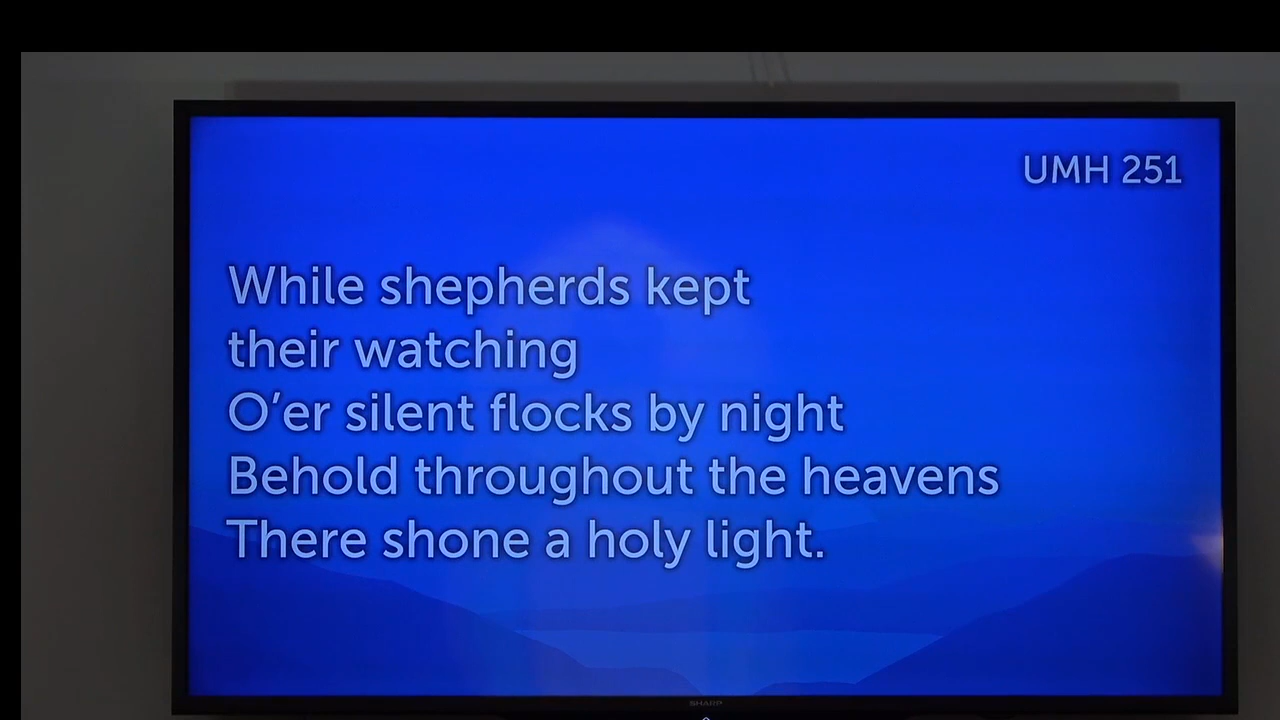 UMH 251
While shepherds kept
their watching
O’er silent flocks by night
Behold throughout the heavens
There shone a holy light.
SHARP